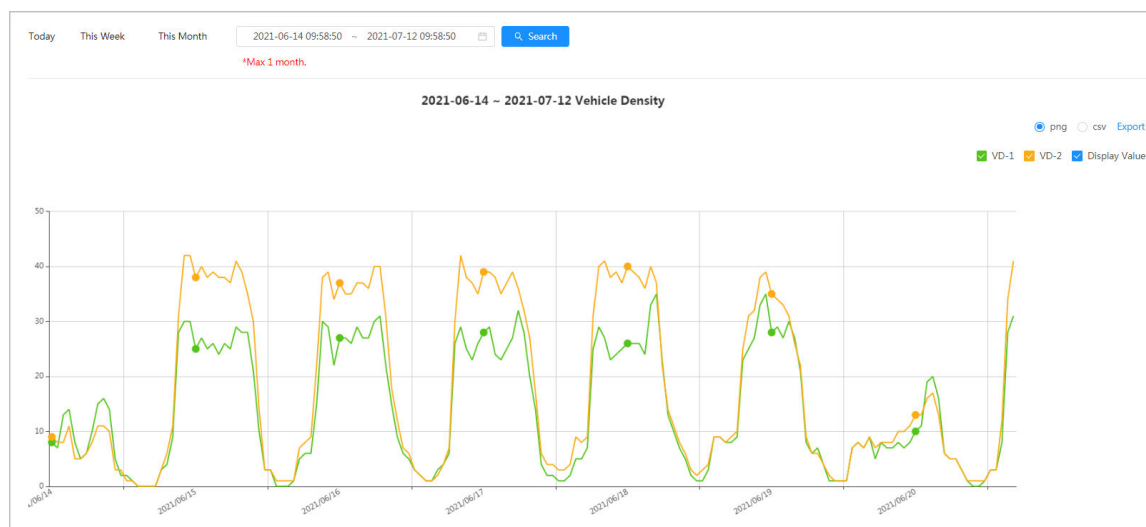 Today This Week This Month 2021-06-14 09:58:50 ~ 2021-07-12 09:58:50 Search
*Max 1 month.
2021-06-14 ~ 2021-07-12 Vehicle Density
png csv Export
VD-1 VD-2 Display Value
50
40
30
20
10
0
./06/14 2021/06/15 2021/06/16 2021/06/17 2021/06/18 2021/06/19 2021/06/20